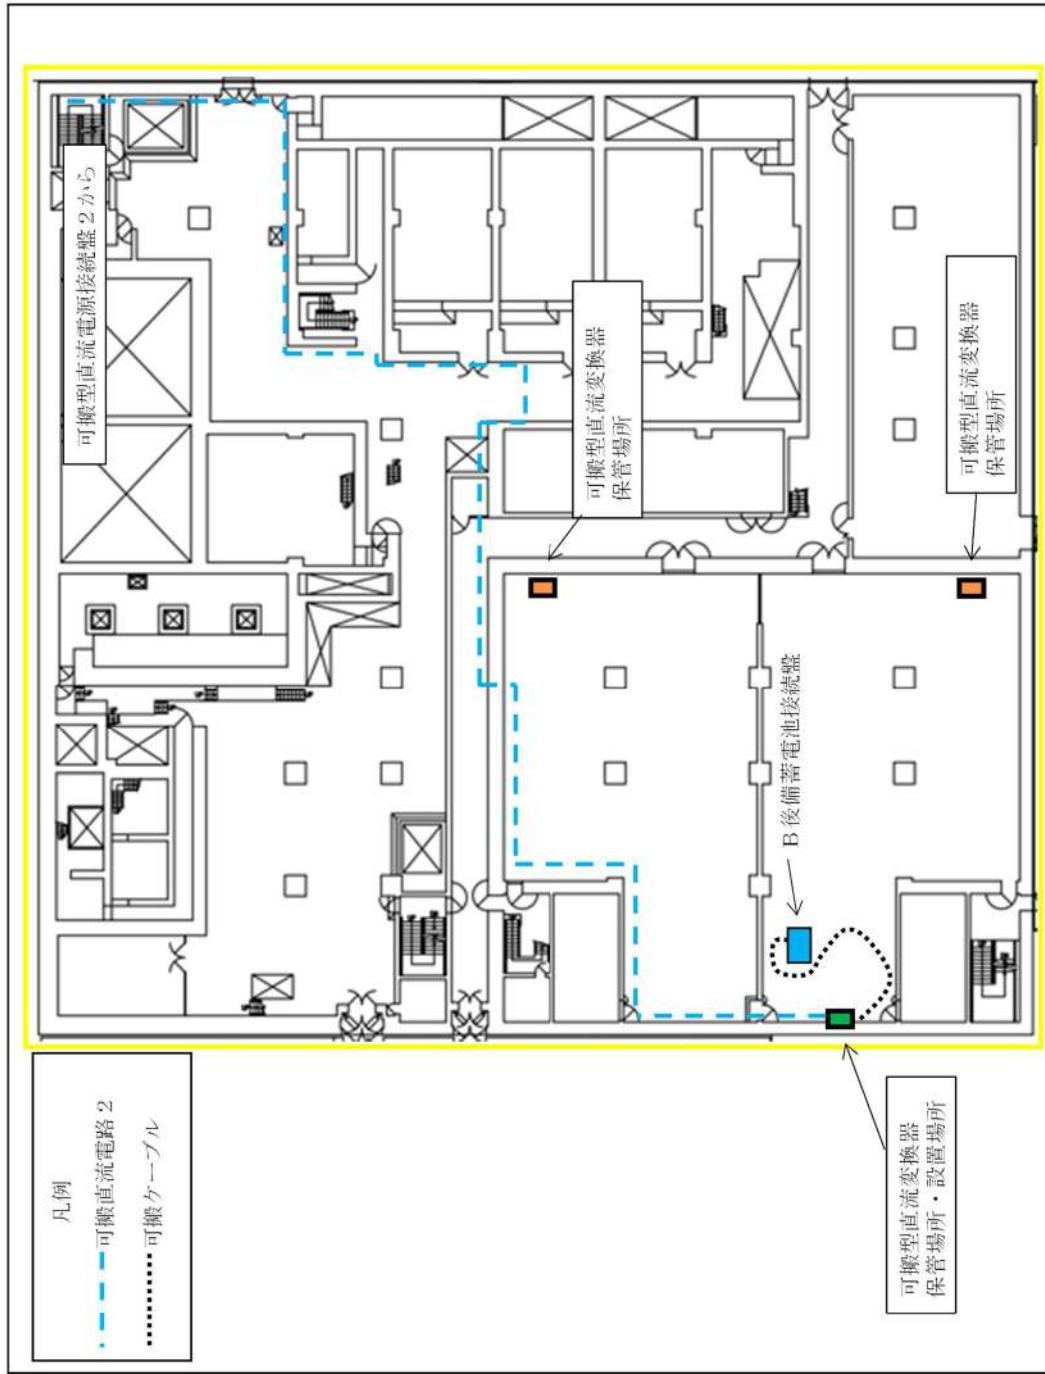 可搬型直流電源接続盤２から
可搬型直流変換器
保管場所
可搬型直流変換器
保管場所
Ｂ後備蓄電池接続盤
凡例
可搬直流電路２
可搬ケーブル
可搬型直流変換器
保管場所・設置場所